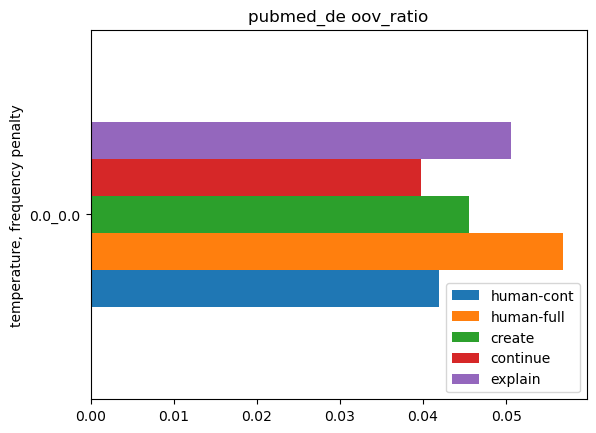 pubmed_de oov_ratio
temperature, frequency penalty
0.0_0.0
human-cont
human-full
create
continue
explain
0.00 0.01 0.02 0.03 0.04 0.05